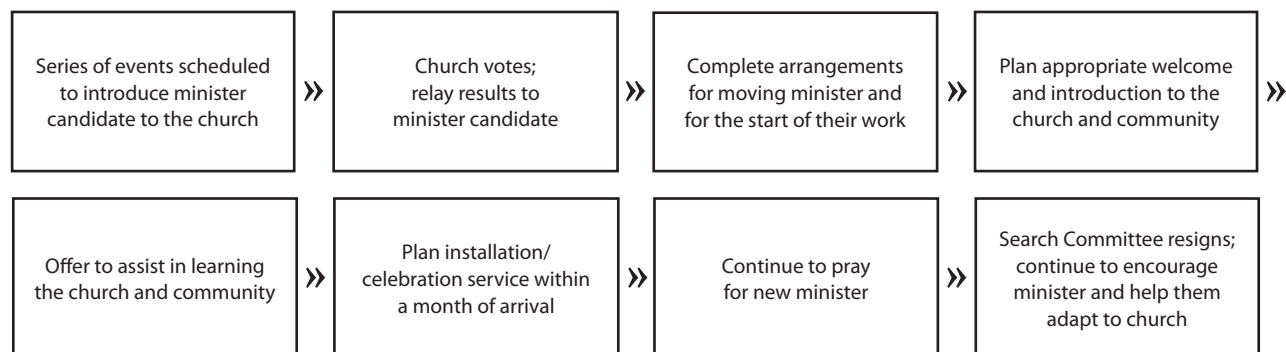 Series of events scheduled
to introduce minister
candidate to the church
»
Church votes;
relay results to
minister candidate
»
Complete arrangements
for moving minister and
for the start of their work
»
Plan appropriate welcome
and introduction to the
church and community
»
Offer to assist in learning
the church and community
»
Plan installation/
celebration service within
a month of arrival
»
Continue to pray
for new minister
»
Search Committee resigns;
continue to encourage
minister and help them
adapt to church